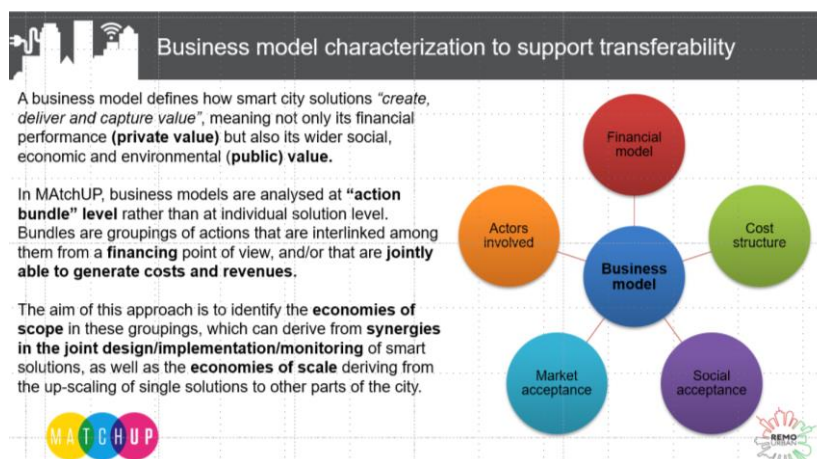 Business model characterization to support transferability
A business model defines how smart city solutions “create,
deliver and capture value”, meaning not only its financial
performance (private value) but also its wider social,
economic and environmental (public) value.
In MAtchUP, business models are analysed at “action
bundle” level rather than at individual solution level.
Bundles are groupings of actions that are interlinked among
them from a financing point of view, and/or that are jointly
able to generate costs and revenues.
The aim of this approach is to identify the economies of
scope in these groupings, which can derive from synergies
in the joint design/implementation/monitoring of smart
solutions, as well as the economies of scale deriving from
the up-scaling of single solutions to other parts of the city.
Financial
model
Actors
involved
Cost
structure
Business
model
Market
acceptance
Social
acceptance
MATCHUP
REMO
URBAN